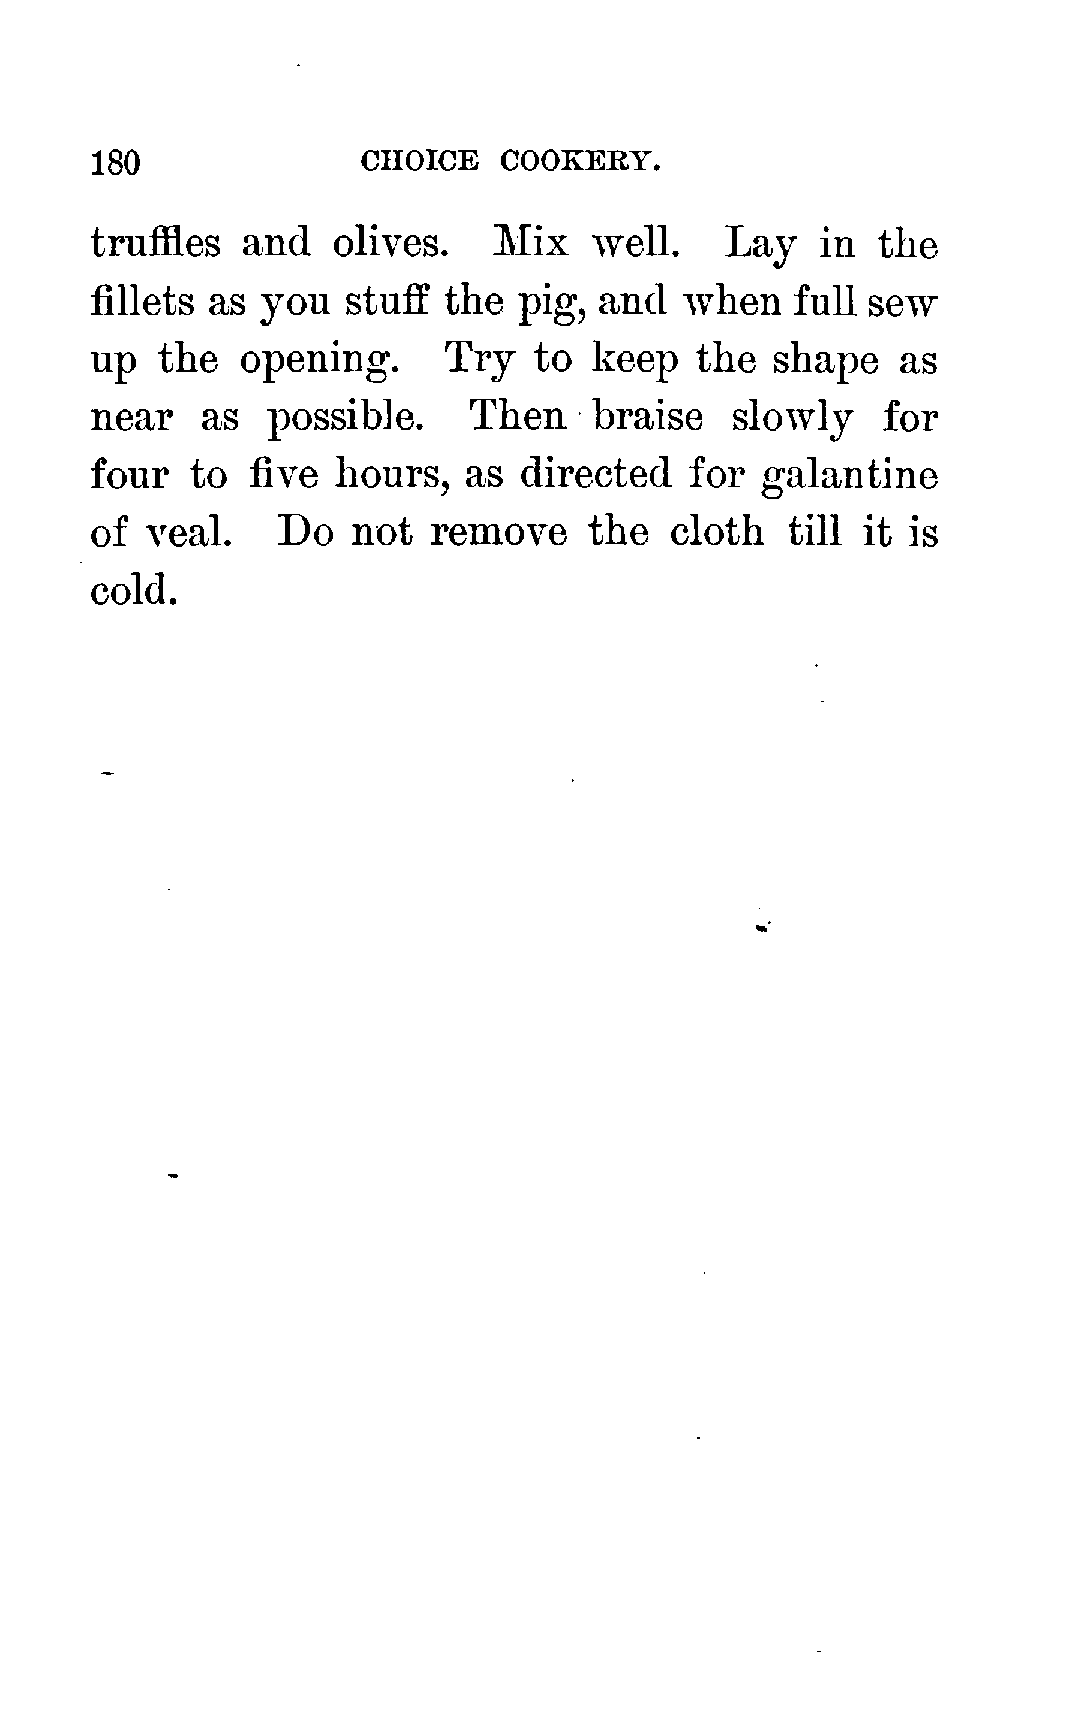 180 CHOICE COOKERY.
truffles and olives. Mix well. Lay in the
fillets as you stuff the pig, and when full sew
up the opening. Try to keep the shape as
near as possible. Then braise slowly for
four to five hours, as directed for galantine
of veal. Do not remove the cloth till it is
cold.